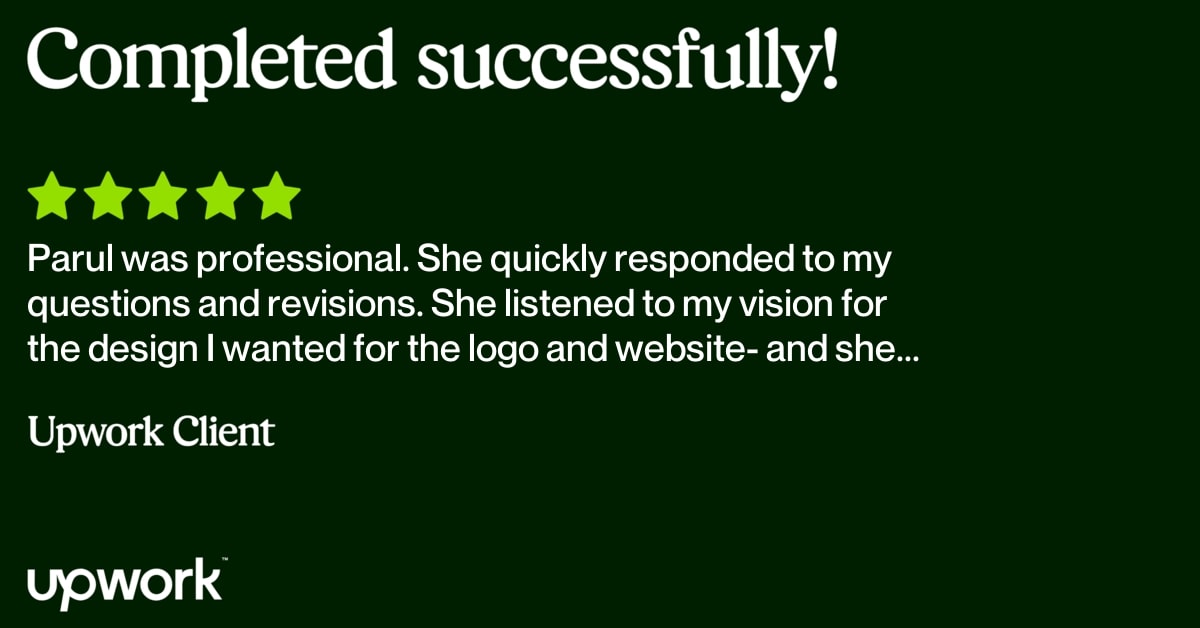 Completed successfully!
Parul was professional. She quickly responded to my
questions and revisions. She listened to my vision for
the design I wanted for the logo and website- and she...
Upwork Client
upwork™